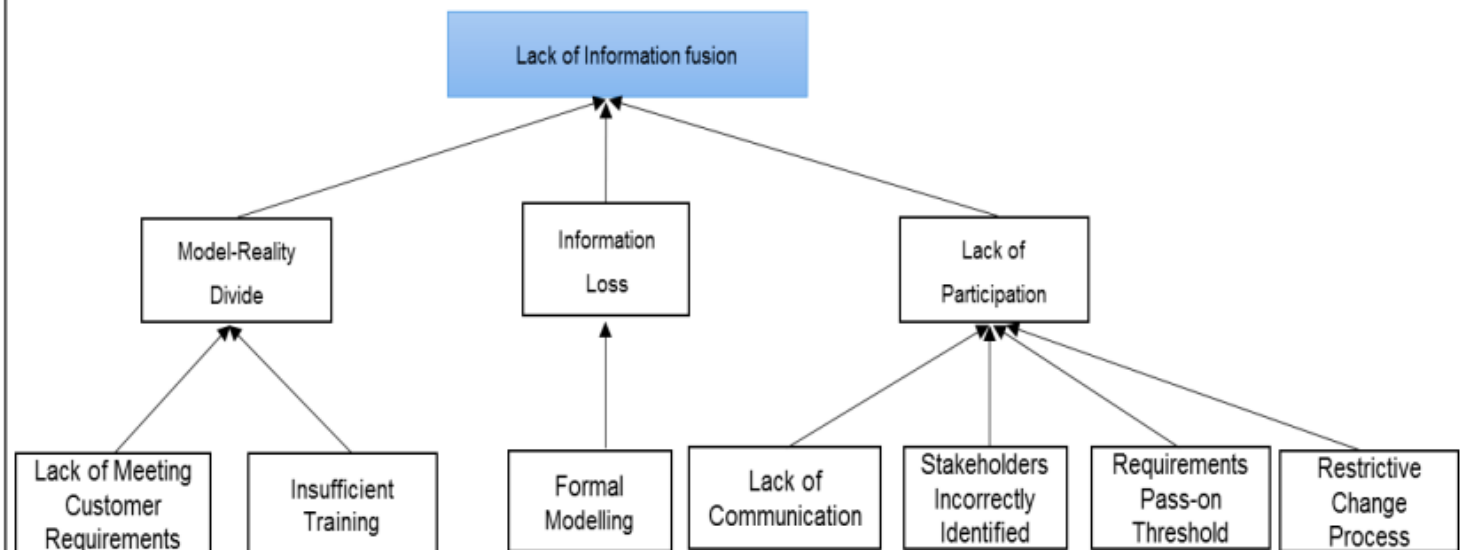 Lack of Information fusion
Model-Reality
Divide
Information
Loss
Lack of
Participation
Lack of Meeting
Customer
Requirements
Insufficient
Training
Formal
Modelling
Lack of
Communication
Stakeholders
Incorrectly
Identified
Requirements
Pass-on
Threshold
Restrictive
Change
Process